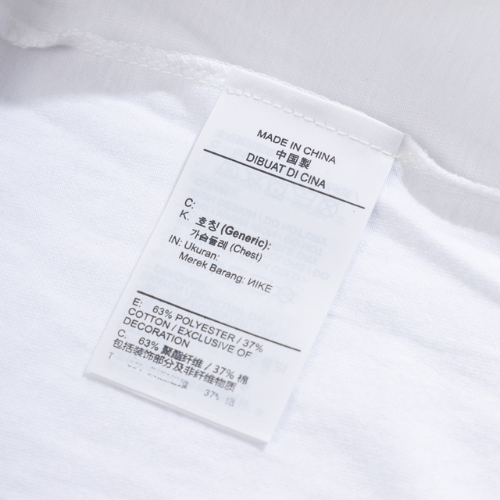 MADE IN CHINA
中国製
DIBUAT DI CINA
C:
K. 호칭 (Generic):
가슴둘레 (Chest)
IN: Ukuran:
Merek Barang: ИIKE
E: 63% POLYESTER / 37%
COTTON / EXCLUSIVE OF
DECORATION
C. 63% 聚酯纤维 / 37% 棉
包括装饰部分及非纤维物质
T
37% 棉